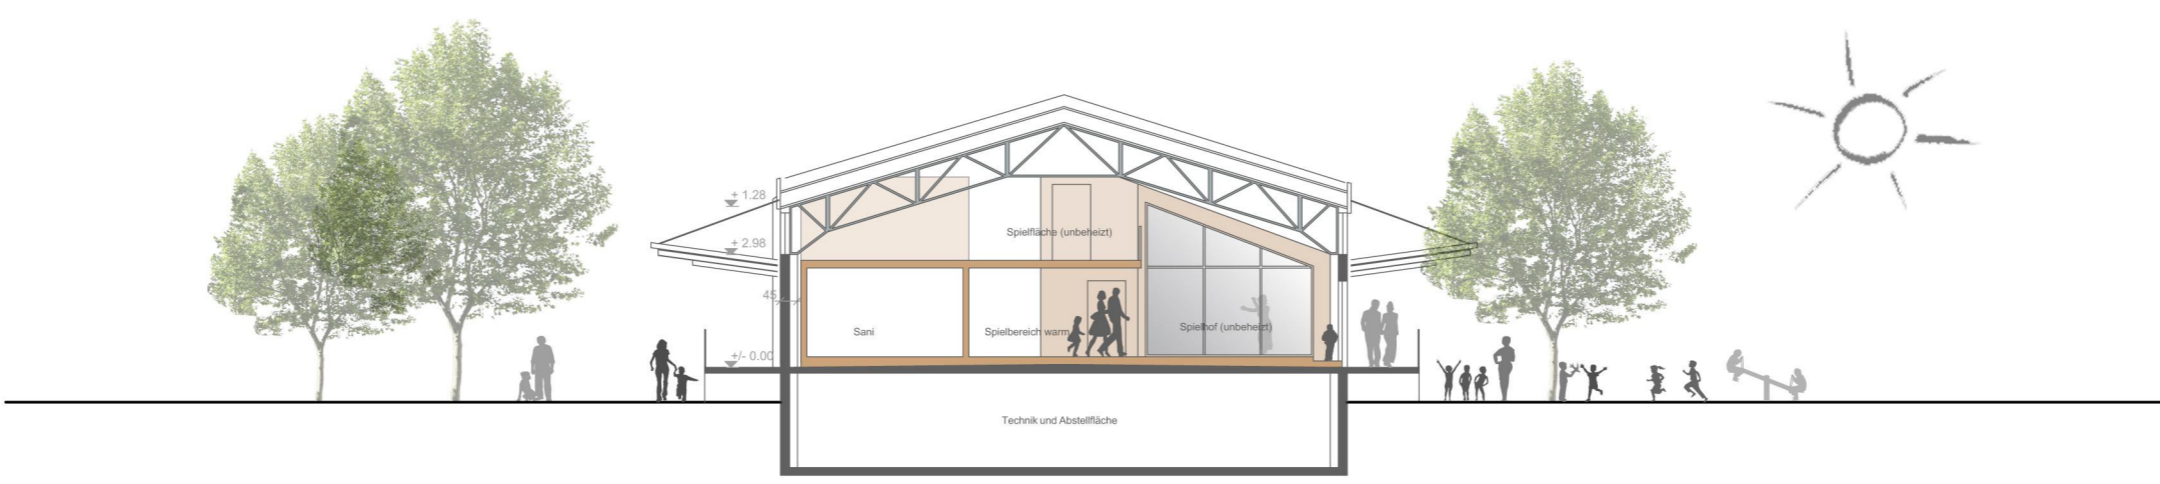 + 1.28
Spielfläche (unbeheizt)
+ 2.98
45
Sani
Spielbereich warm
Spielhof (unbeheizt)
+/- 0.00
Technik und Abstellfläche